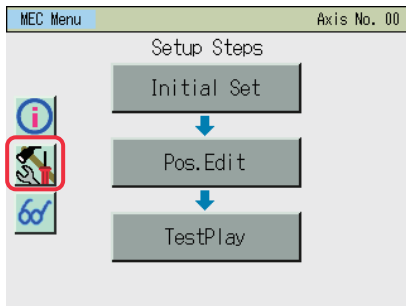 MEC Menu
Axis No. 00
Setup Steps
Initial Set
Pos.Edit
TestPlay